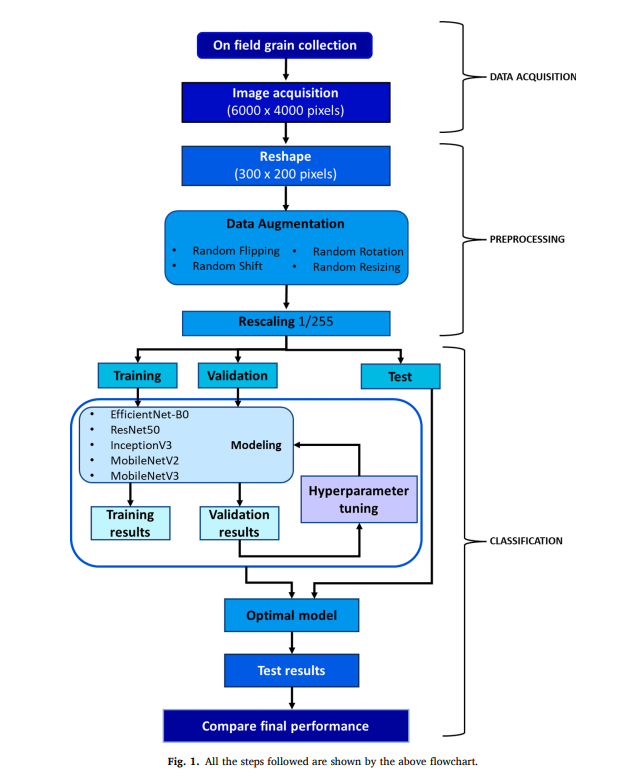 On field grain collection
Image acquisition
(6000 x 4000 pixels)
DATA ACQUISITION
Reshape
(300 x 200 pixels)
Data Augmentation
• Random Flipping
• Random Rotation
• Random Shift
• Random Resizing
PREPROCESSING
Rescaling 1/255
Training
Validation
Test
• EfficientNet-B0
• ResNet50
• InceptionV3
• MobileNetV2
• MobileNetV3
Modeling
Hyperparameter
tuning
Training
results
Validation
results
CLASSIFICATION
Optimal model
Test results
Compare final performance
Fig. 1. All the steps followed are shown by the above flowchart.